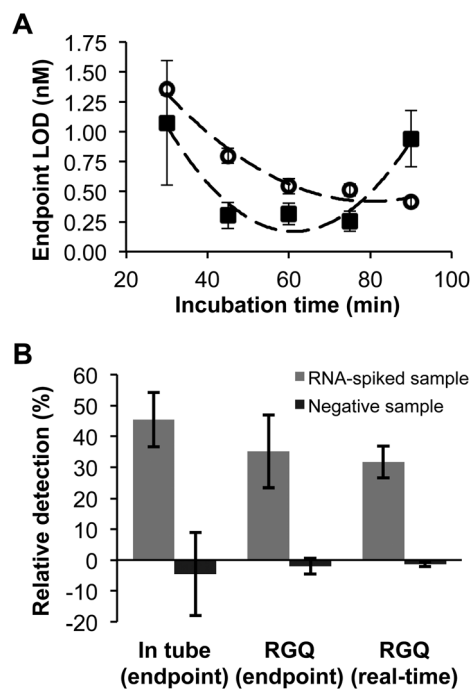 A
Endpoint LOD (nM)
1.75
1.50
1.25
1.00
0.75
0.50
0.25
0.00
20
40
60
80
100
Incubation time (min)
B
Relative detection (%)
60
50
40
30
20
10
0
-10
-20
RNA-spiked sample
Negative sample
In tube
(endpoint)
RGQ
(endpoint)
RGQ
(real-time)